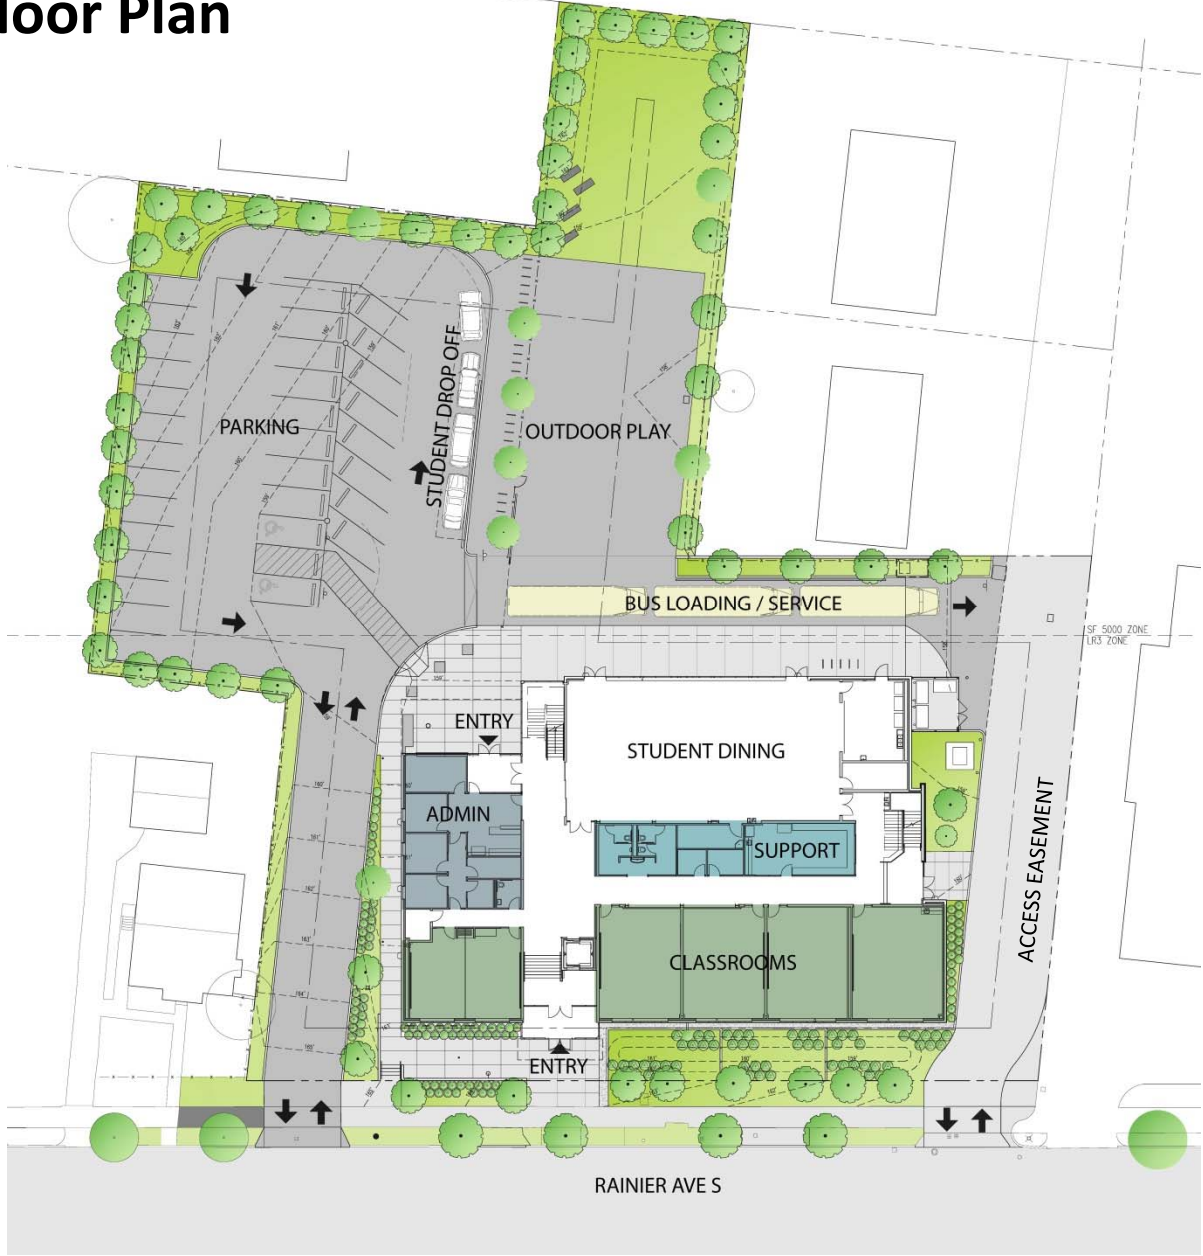 loor Plan
PARKING
STUDENT DROP OFF
OUTDOOR PLAY
BUS LOADING / SERVICE
SF 5000 ZONE
LR3 ZONE
ENTRY
STUDENT DINING
ADMIN
SUPPORT
ACCESS EASEMENT
CLASSROOMS
ENTRY
RAINIER AVE S